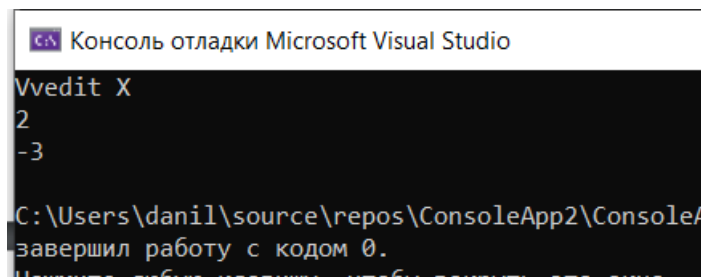 Консоль отладки Microsoft Visual Studio
Vvedit X
2
-3
C:\Users\danil\source\repos\ConsoleApp2\ConsoleA
завершил работу с кодом 0.